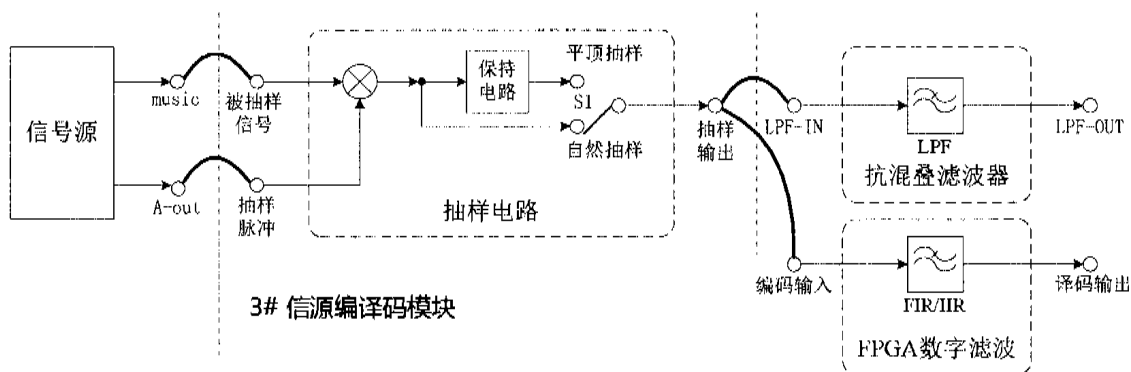 信号源
music
A-out
被抽样
信号
抽样
脉冲
保持
电路
平顶抽样
S1
自然抽样
抽样电路
抽样
输出
LPF-IN
LPF
LPF-OUT
抗混叠滤波器
编码输入
FIR/IIR
译码输出
FPGA数字滤波
3# 信源编译码模块